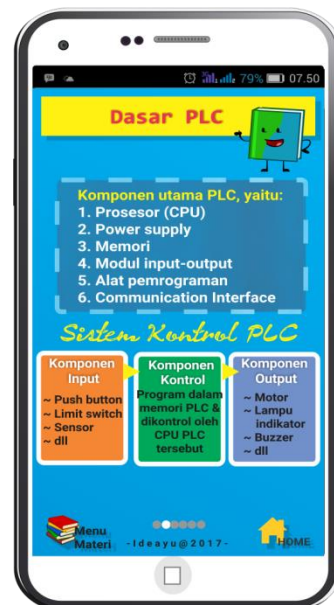 79% 07.50
Dasar PLC
Komponen utama PLC, yaitu:
1. Prosesor (CPU)
2. Power supply
3. Memori
4. Modul input-output
5. Alat pemrograman
6. Communication Interface
Sistem Kontrol PLC
Komponen
Input
~ Push button
~ Limit switch
~ Sensor
~ dll
Komponen
Kontrol
Program dalam
memori PLC &
dikontrol oleh
CPU PLC
tersebut
Komponen
Output
~ Motor
~ Lampu
indikator
~ Buzzer
~ dll
Menu
Materi
-Ideayu@2017-
HOME